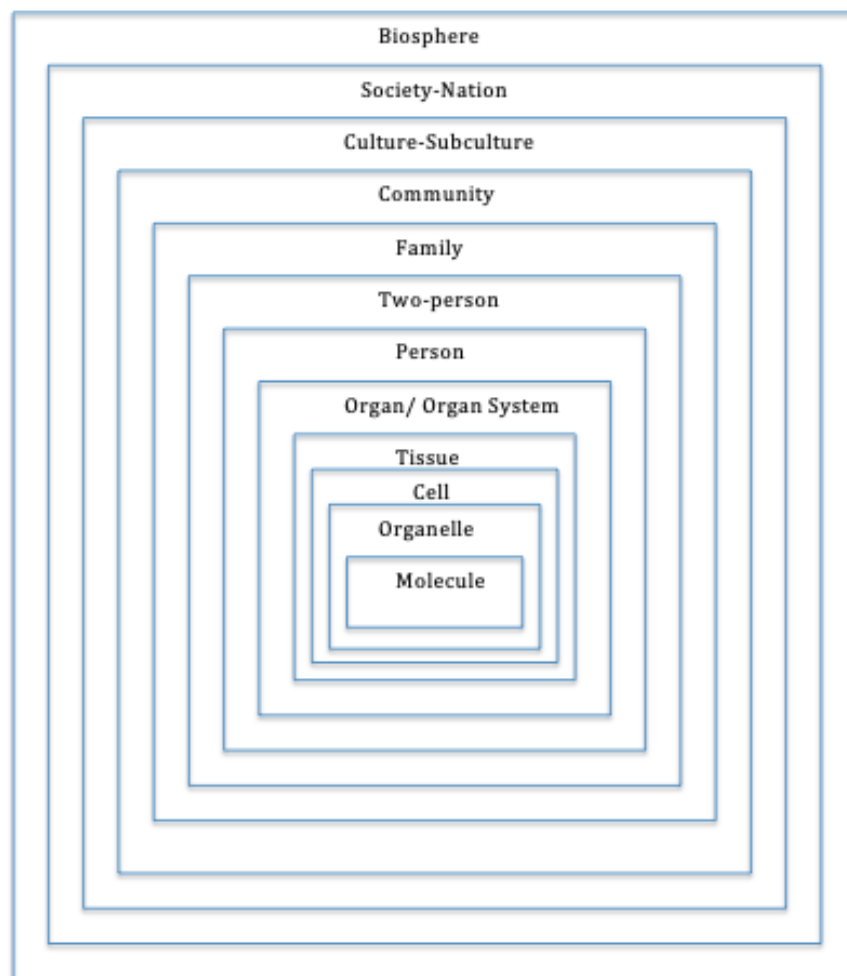 Biosphere
Society-Nation
Culture-Subculture
Community
Family
Two-person
Person
Organ/ Organ System
Tissue
Cell
Organelle
Molecule